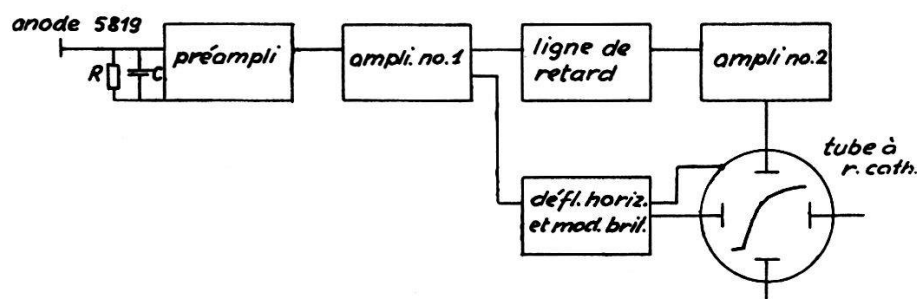 anode 5819
R
C
préampli
ampli. no. 1
ligne de
retard
ampli no. 2
tube à
r. cath.
défl. horiz.
et mod. bril.